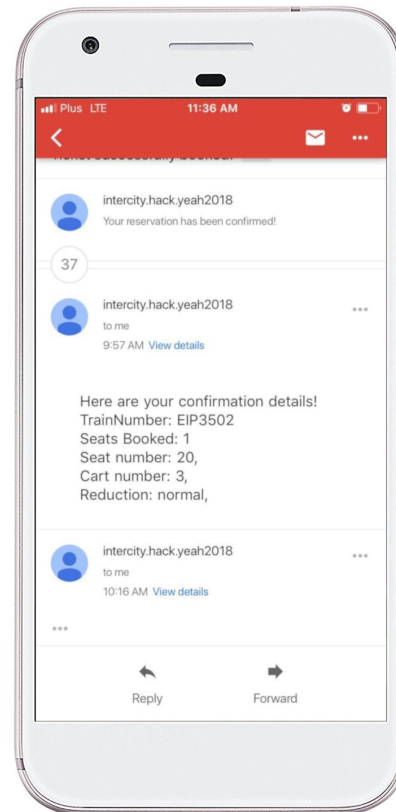 Plus LTE 11:36 AM
intercity.hack.yeah2018
Your reservation has been confirmed!
37
intercity.hack.yeah2018
to me
9:57 AM View details
Here are your confirmation details!
TrainNumber: EIP3502
Seats Booked: 1
Seat number: 20,
Cart number: 3,
Reduction: normal,
intercity.hack.yeah2018
to me
10:16 AM View details
Reply Forward